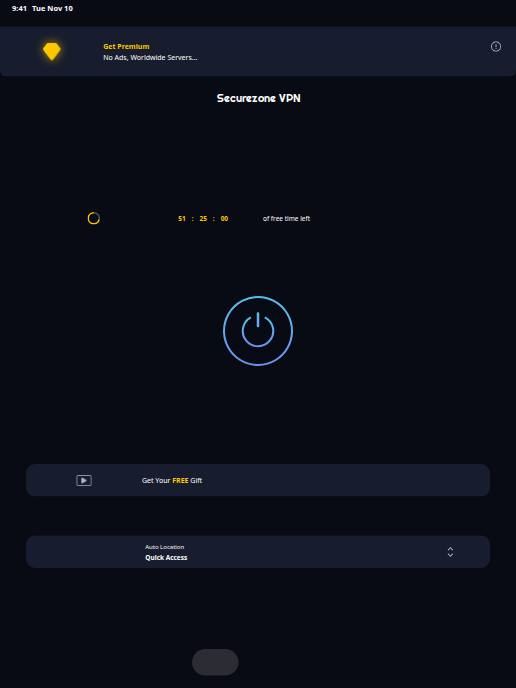 9:41 Tue Nov 10
Get Premium
No Ads, Worldwide Servers...
Securezone VPN
51 : 25 : 00 of free time left
Get Your FREE Gift
Auto Location
Quick Access